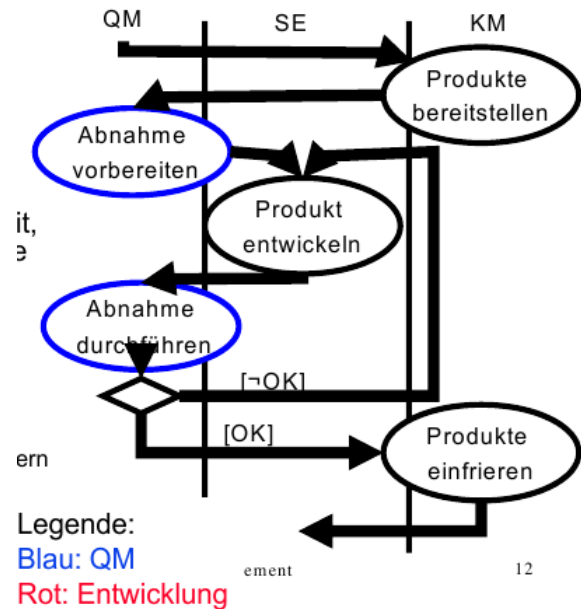 QM SE KM
Produkte
bereitstellen
Abnahme
vorbereiten
Produkt
entwickeln
it,
e
Abnahme
durchführen
[¬OK]
[OK]
Produkte
einfrieren
ern
Legende:
Blau: QM
ement 12
Rot: Entwicklung